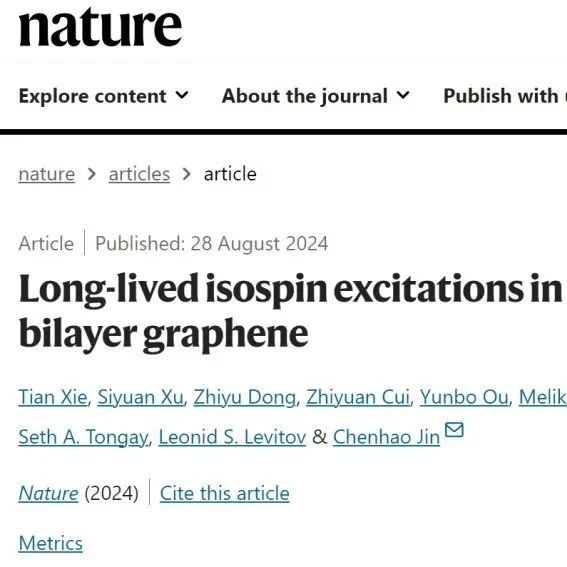 nature
Explore content About the journal Publish with
nature > articles > article
Article | Published: 28 August 2024
Long-lived isospin excitations in
bilayer graphene
Tian Xie, Siyuan Xu, Zhiyu Dong, Zhiyuan Cui, Yunbo Ou, Melik
Seth A. Tongay, Leonid S. Levitov & Chenhao Jin
Nature (2024) | Cite this article
Metrics